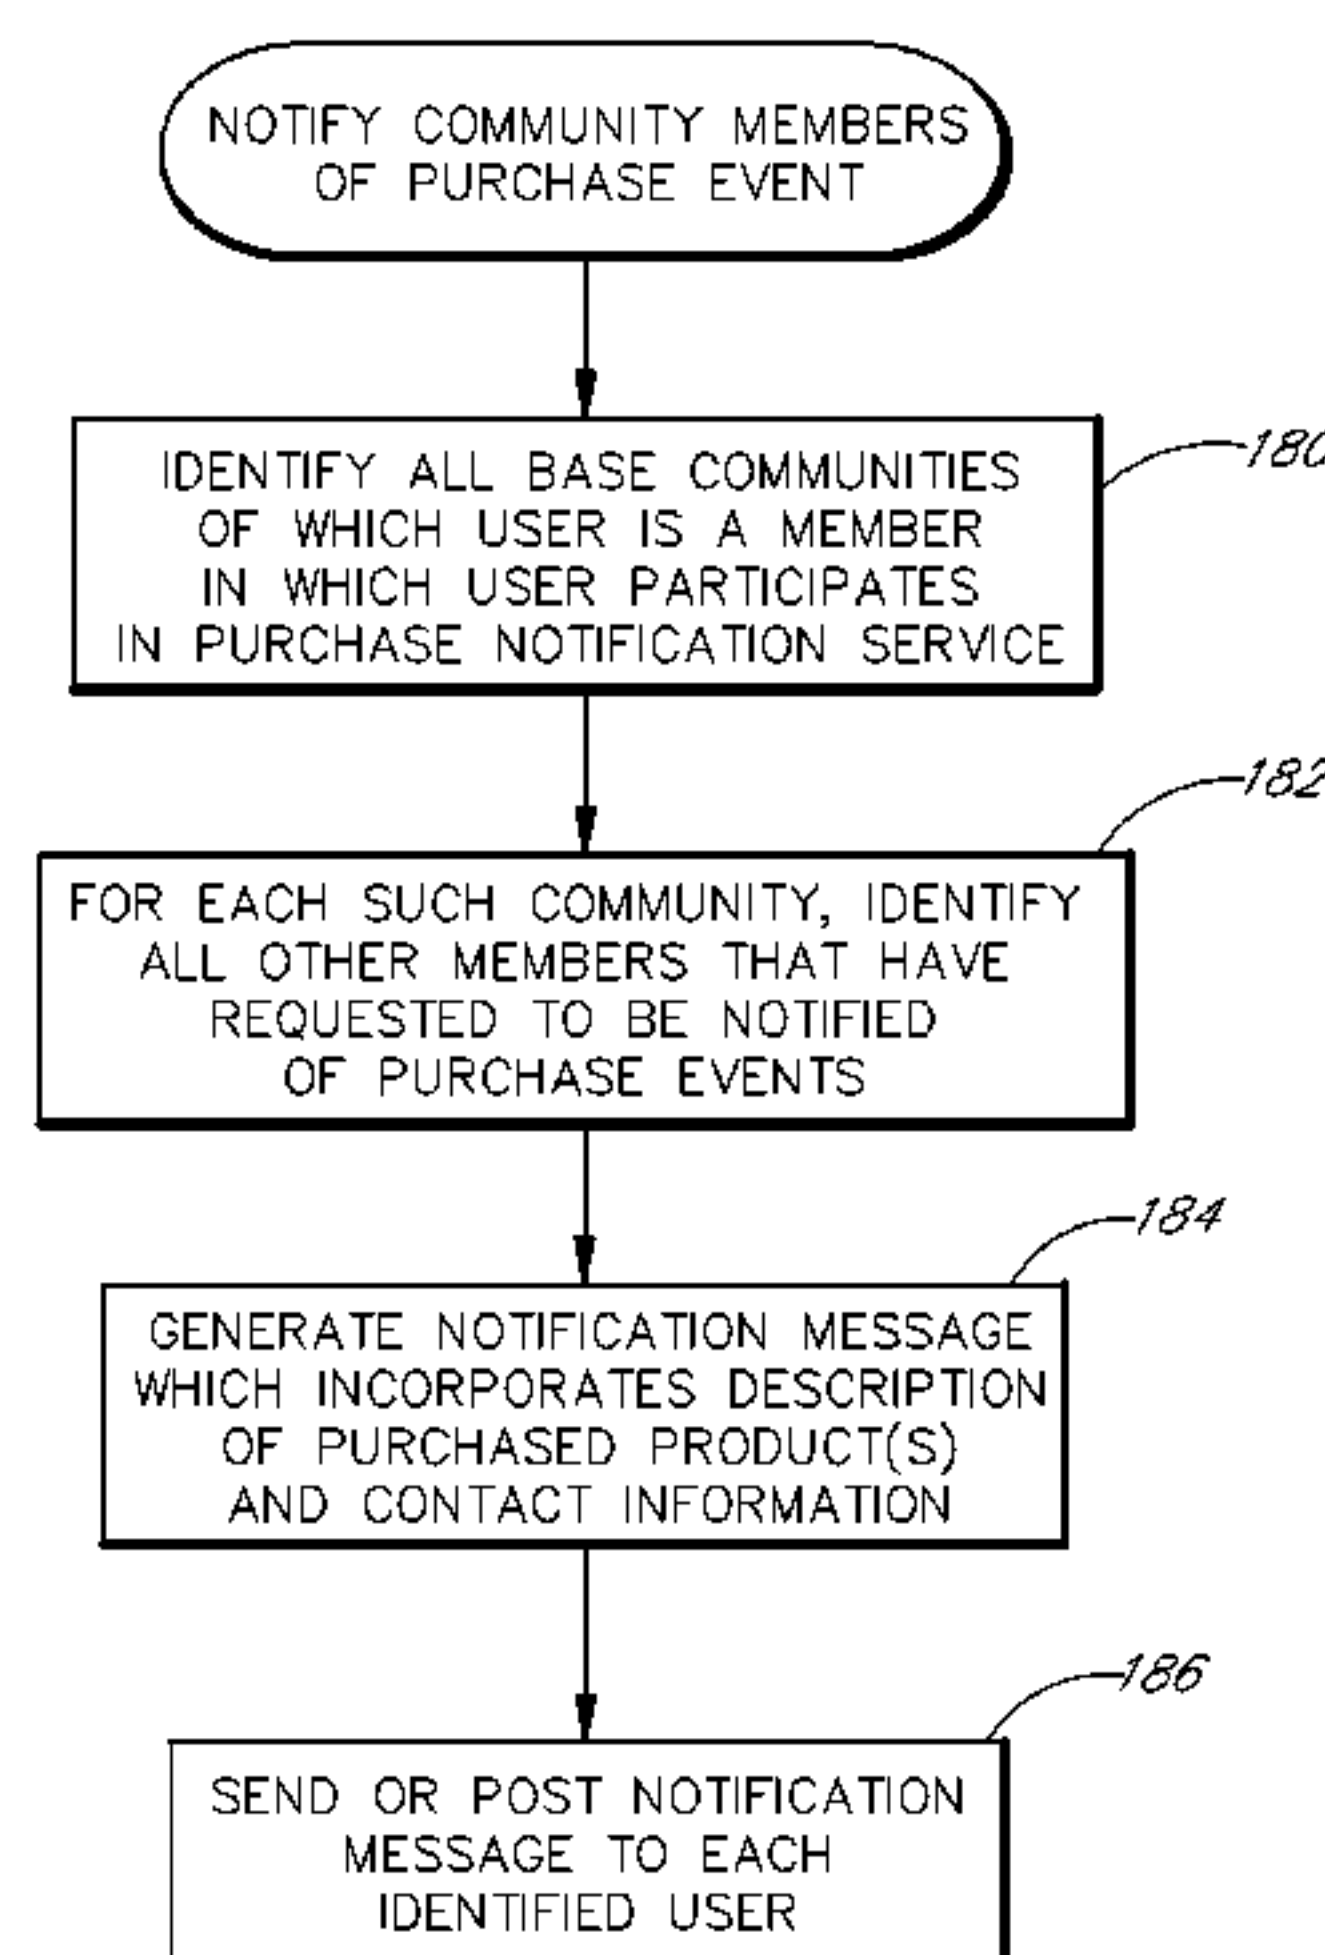 NOTIFY COMMUNITY MEMBERS
OF PURCHASE EVENT
IDENTIFY ALL BASE COMMUNITIES
OF WHICH USER IS A MEMBER
IN WHICH USER PARTICIPATES
IN PURCHASE NOTIFICATION SERVICE
180
FOR EACH SUCH COMMUNITY, IDENTIFY
ALL OTHER MEMBERS THAT HAVE
REQUESTED TO BE NOTIFIED
OF PURCHASE EVENTS
182
GENERATE NOTIFICATION MESSAGE
WHICH INCORPORATES DESCRIPTION
OF PURCHASED PRODUCT(S)
AND CONTACT INFORMATION
184
SEND OR POST NOTIFICATION
MESSAGE TO EACH
IDENTIFIED USER
186